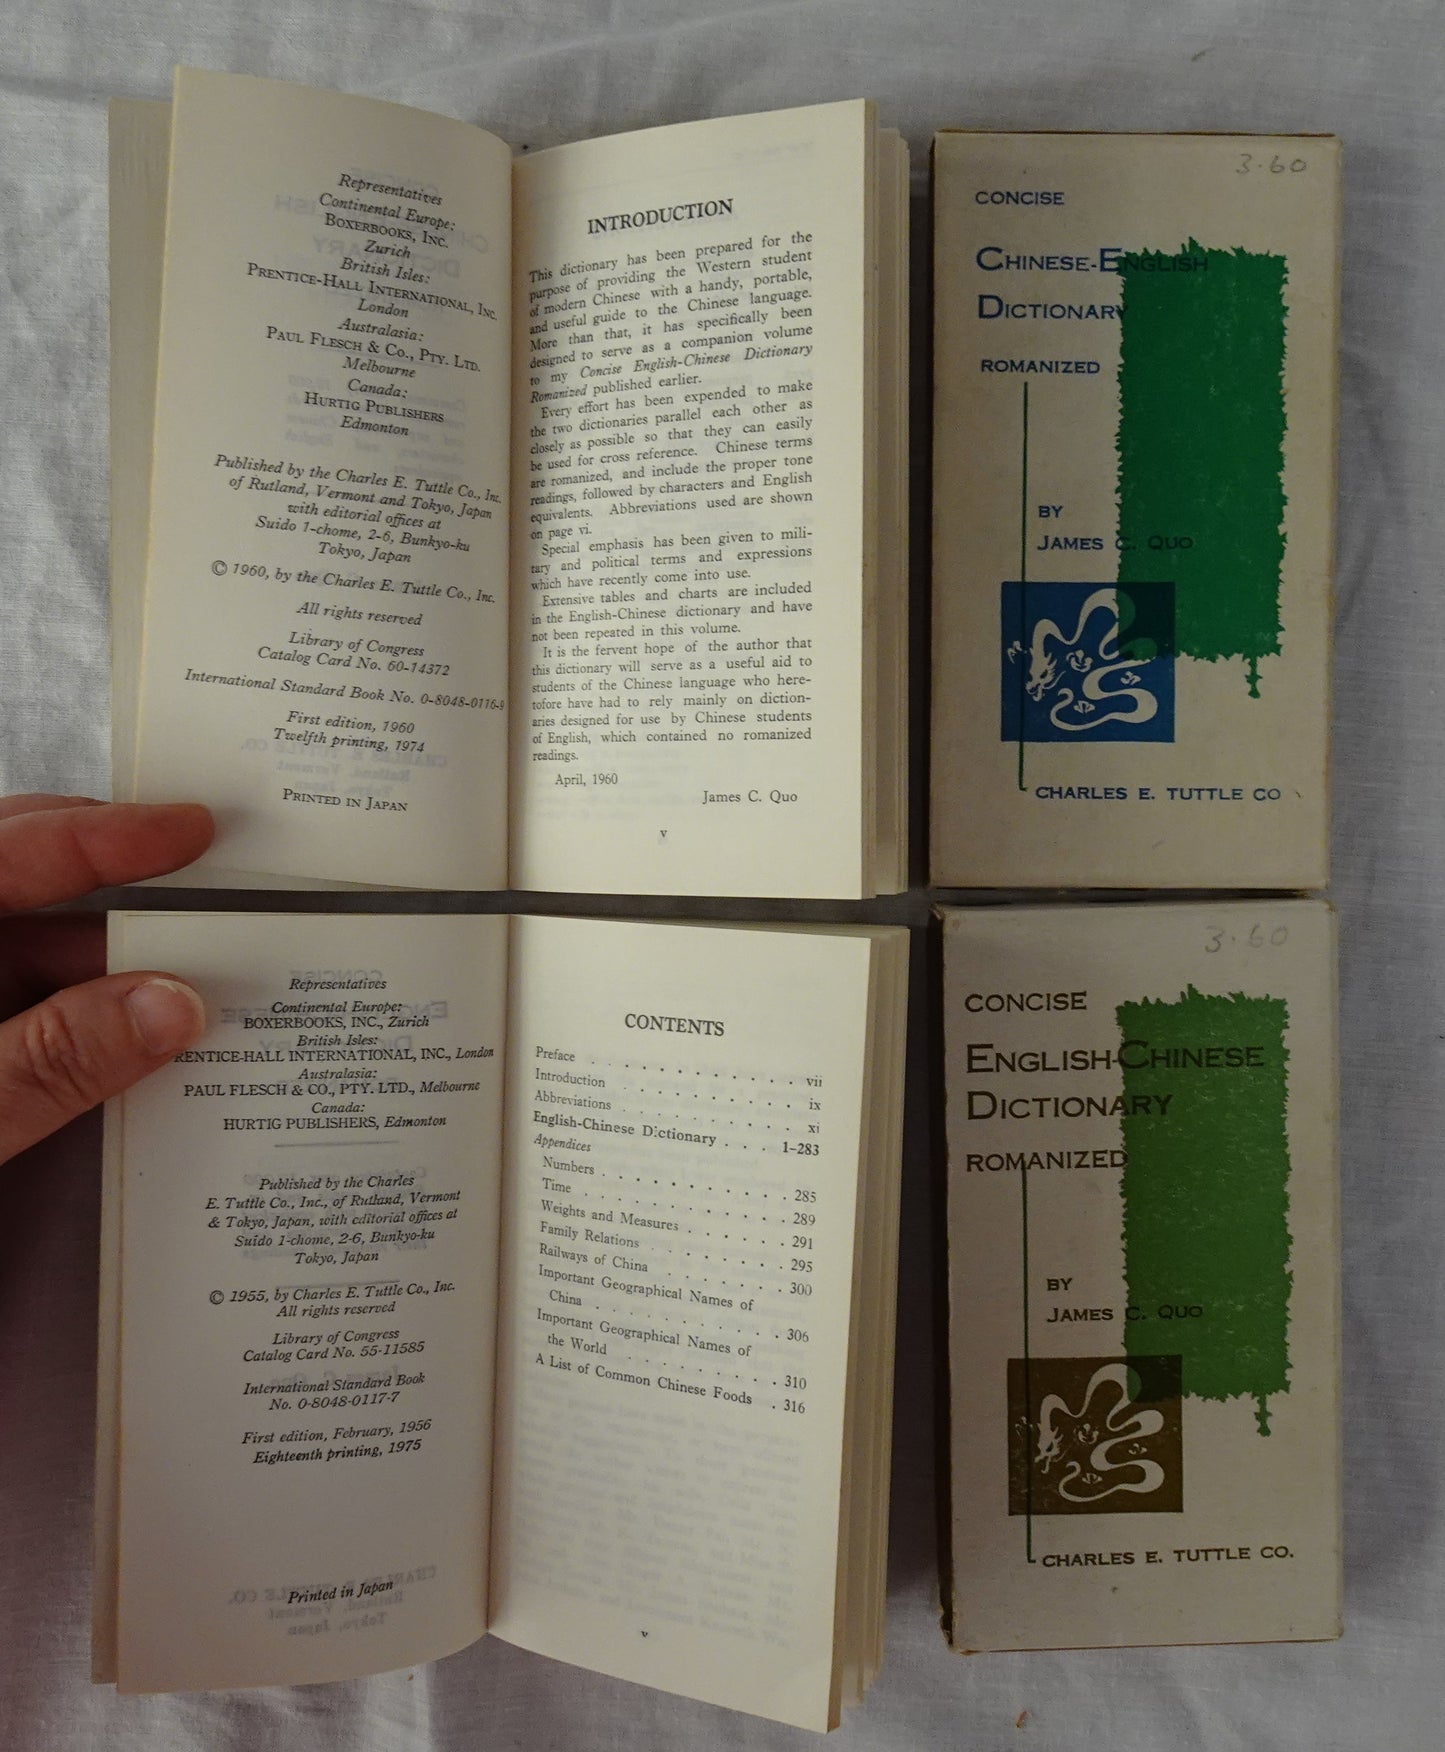 Representatives
Continental Europe:
BOXERBOOKS, INC.
Zurich
British Isles:
PRENTICE-HALL INTERNATIONAL, INC.
London
Australasia:
PAUL FLESCH & CO., PTY. LTD.
Melbourne
Canada:
HURTIG PUBLISHERS
Edmonton
Published by the Charles E. Tuttle Co., Inc.
of Rutland, Vermont and Tokyo, Japan
with editorial offices at
Suido 1-chome, 2-6, Bunkyo-ku
Tokyo, Japan
© 1960, by the Charles E. Tuttle Co., Inc.
All rights reserved
Library of Congress
Catalog Card No. 60-14372
International Standard Book No. 0-8048-0116-9
First edition, 1960
Twelfth printing, 1974
PRINTED IN JAPAN
INTRODUCTION
This dictionary has been prepared for the
purpose of providing the Western student
of modern Chinese with a handy, portable,
and useful guide to the Chinese language.
More than that, it has specifically been
designed to serve as a companion volume
to my Concise English-Chinese Dictionary
Romanized published earlier.
Every effort has been expended to make
the two dictionaries parallel each other as
closely as possible so that they can easily
be used for cross reference. Chinese terms
are romanized, and include the proper tone
readings, followed by characters and English
equivalents. Abbreviations used are shown
on page vi.
Special emphasis has been given to mili-
tary and political terms and expressions
which have recently come into use.
Extensive tables and charts are included
in the English-Chinese dictionary and have
not been repeated in this volume.
It is the fervent hope of the author that
this dictionary will serve as a useful aid to
students of the Chinese language who here-
tofore have had to rely mainly on diction-
aries designed for use by Chinese students
of English, which contained no romanized
readings.
April, 1960
James C. Quo
v
3.60
CONCISE
CHINESE-ENGLISH
DICTIONARY
ROMANIZED
BY
JAMES C. QUO
CHARLES E. TUTTLE CO
Representatives
Continental Europe:
BOXERBOOKS, INC., Zurich
British Isles:
RENTICE-HALL INTERNATIONAL, INC., London
Australasia:
PAUL FLESCH & CO., PTY. LTD., Melbourne
Canada:
HURTIG PUBLISHERS, Edmonton
Published by the Charles
E. Tuttle Co., Inc., of Rutland, Vermont
& Tokyo, Japan, with editorial offices at
Suido 1-chome, 2-6, Bunkyo-ku
Tokyo, Japan
© 1955, by Charles E. Tuttle Co., Inc.
All rights reserved
Library of Congress
Catalog Card No. 55-11585
International Standard Book
No. 0-8048-0117-7
First edition, February, 1956
Eighteenth printing, 1975
Printed in Japan
CONTENTS
Preface . . . . . . . . . . vii
Introduction . . . . . . . . . ix
Abbreviations . . . . . . . . . xi
English-Chinese Dictionary . . . 1-283
Appendices
Numbers . . . . . . . . . . 285
Time . . . . . . . . . . 289
Weights and Measures . . . . . . 291
Family Relations . . . . . . . 295
Railways of China . . . . . . . 300
Important Geographical Names of
China . . . . . . . . . 306
Important Geographical Names of
the World . . . . . . . . 310
A List of Common Chinese Foods . 316
v
3.60
CONCISE
ENGLISH-CHINESE
DICTIONARY
ROMANIZED
BY
JAMES C. QUO
CHARLES E. TUTTLE CO.